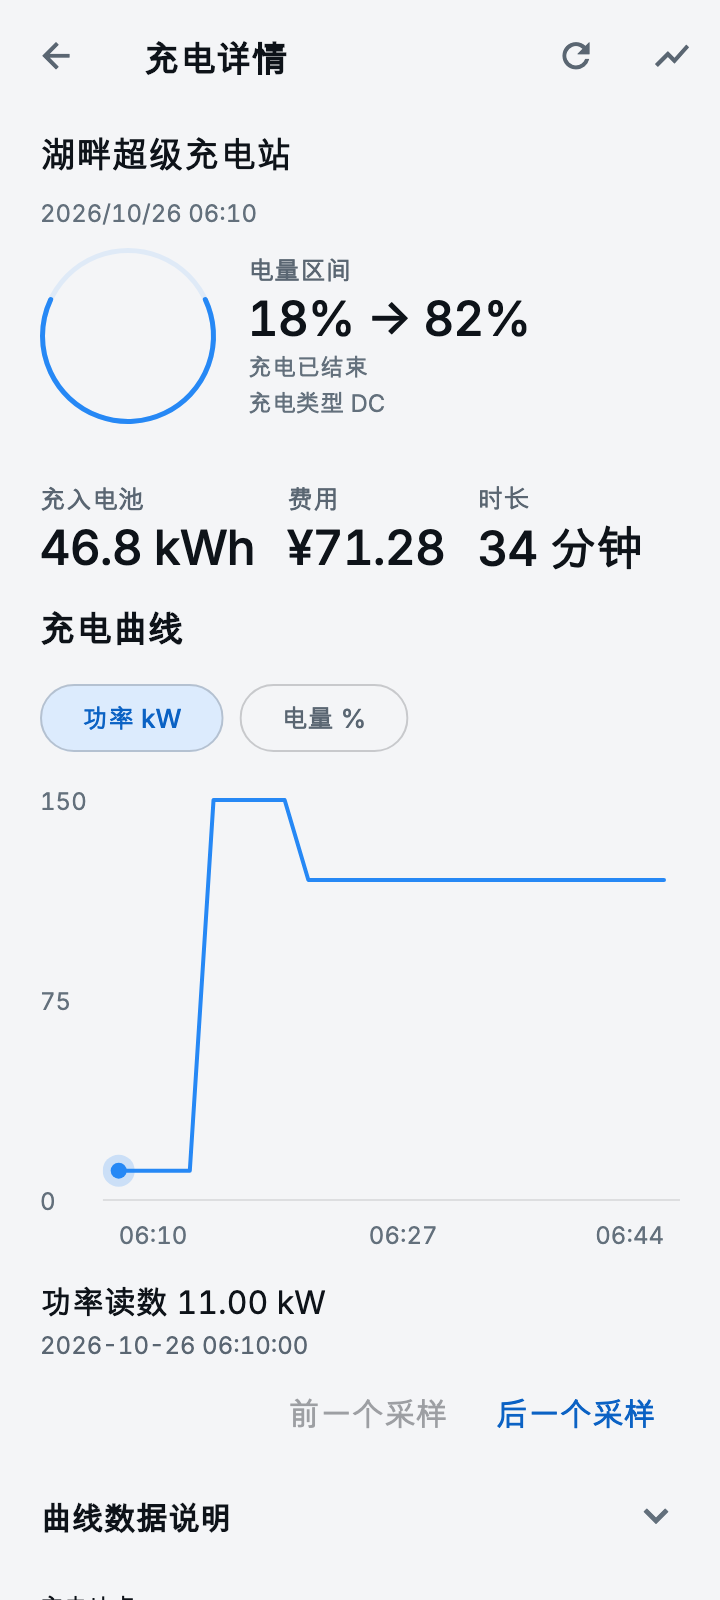 充电详情
湖畔超级充电站
2026/10/26 06:10
电量区间
18% → 82%
充电已结束
充电类型 DC
充入电池 费用 时长
46.8 kWh ¥71.28 34 分钟
充电曲线
功率 kW 电量 %
150
75
0
06:10 06:27 06:44
功率读数 11.00 kW
2026-10-26 06:10:00
前一个采样 后一个采样
曲线数据说明